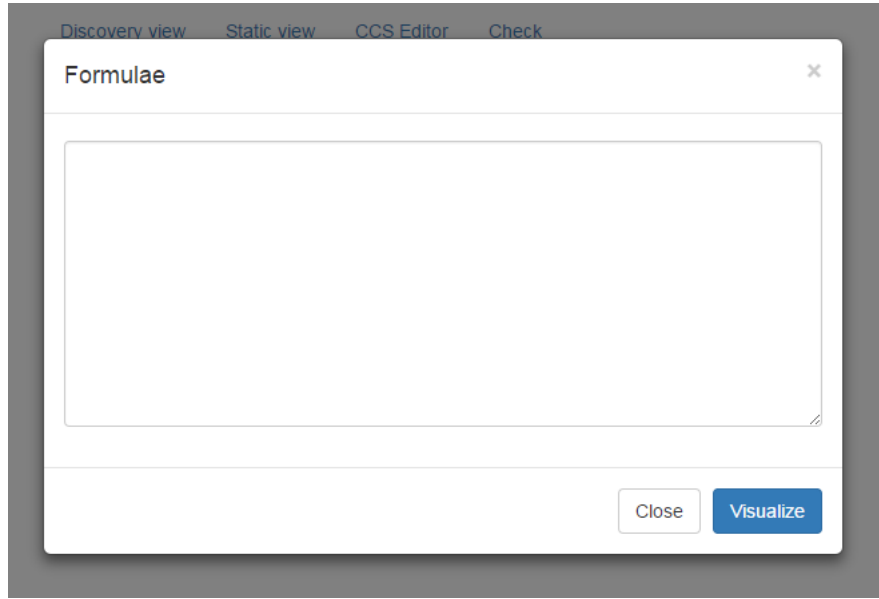 Discovery view Static view CCS Editor Check
Formulae ×
Close Visualize